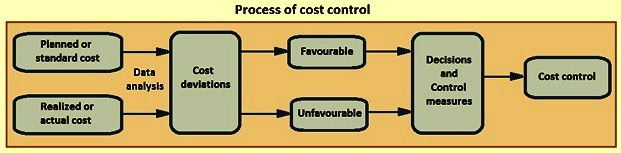 Process of cost control
Planned or
standard cost
Realized or
actual cost
Data
analysis
Cost
deviations
Favourable
Unfavourable
Decisions
and
Control
measures
Cost control